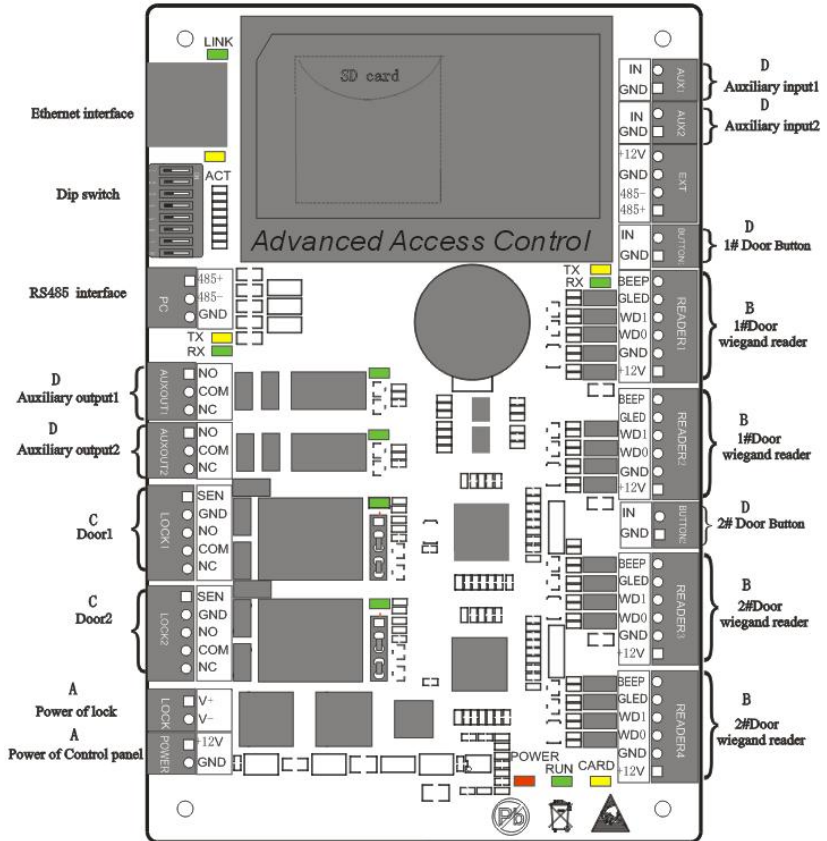 LINK
SD card
Ethernet interface
ACT
Dip switch
Advanced Access Control
RS485 interface
PC
485+
485-
GND
TX
RX
D
Auxiliary output1
AUXOUT1
NO
COM
NC
D
Auxiliary output2
AUXOUT2
NO
COM
NC
C
Door1
LOCK1
SEN
GND
NO
COM
NC
C
Door2
LOCK2
SEN
GND
NO
COM
NC
A
Power of lock
LOCK
V+
V-
A
Power of Control panel
POWER
+12V
GND
IN
GND
AUX1
D
Auxiliary input1
IN
GND
AUX2
D
Auxiliary input2
+12V
GND
485-
485+
EXT
IN
GND
D
1# Door Button
TX
RX
BEEP
GLED
WD1
WD0
GND
+12V
READER1
B
1#Door
wiegand reader
BEEP
GLED
WD1
WD0
GND
+12V
READER2
B
1#Door
wiegand reader
IN
GND
BUTTON2
D
2# Door Button
BEEP
GLED
WD1
WD0
GND
+12V
READER3
B
2#Door
wiegand reader
BEEP
GLED
WD1
WD0
GND
+12V
READER4
B
2#Door
wiegand reader
POWER
RUN
CARD
Pb